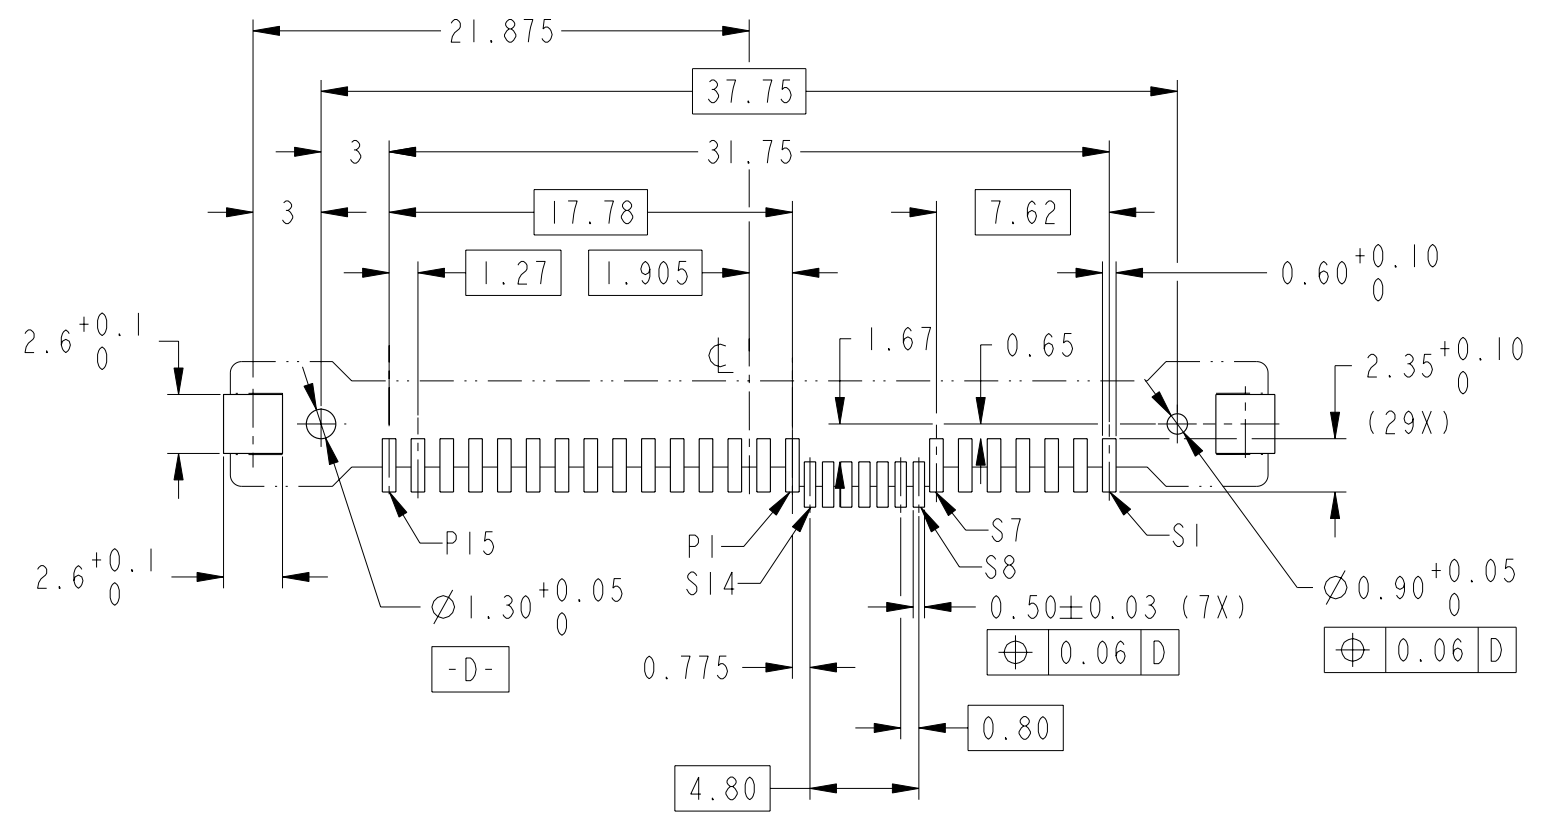 21.875
37.75
3
31.75
3
17.78
7.62
1.27
1.905
0.60 +0.10 0
2.6 +0.1 0
℄
1.67
0.65
2.35 +0.10 0
(29X)
P15
P1
S7
S1
S14
S8
2.6 +0.1 0
Ø1.30 +0.05 0
0.50±0.03 (7X)
Ø0.90 +0.05 0
-D-
0.775
⌖ 0.06 D
⌖ 0.06 D
0.80
4.80